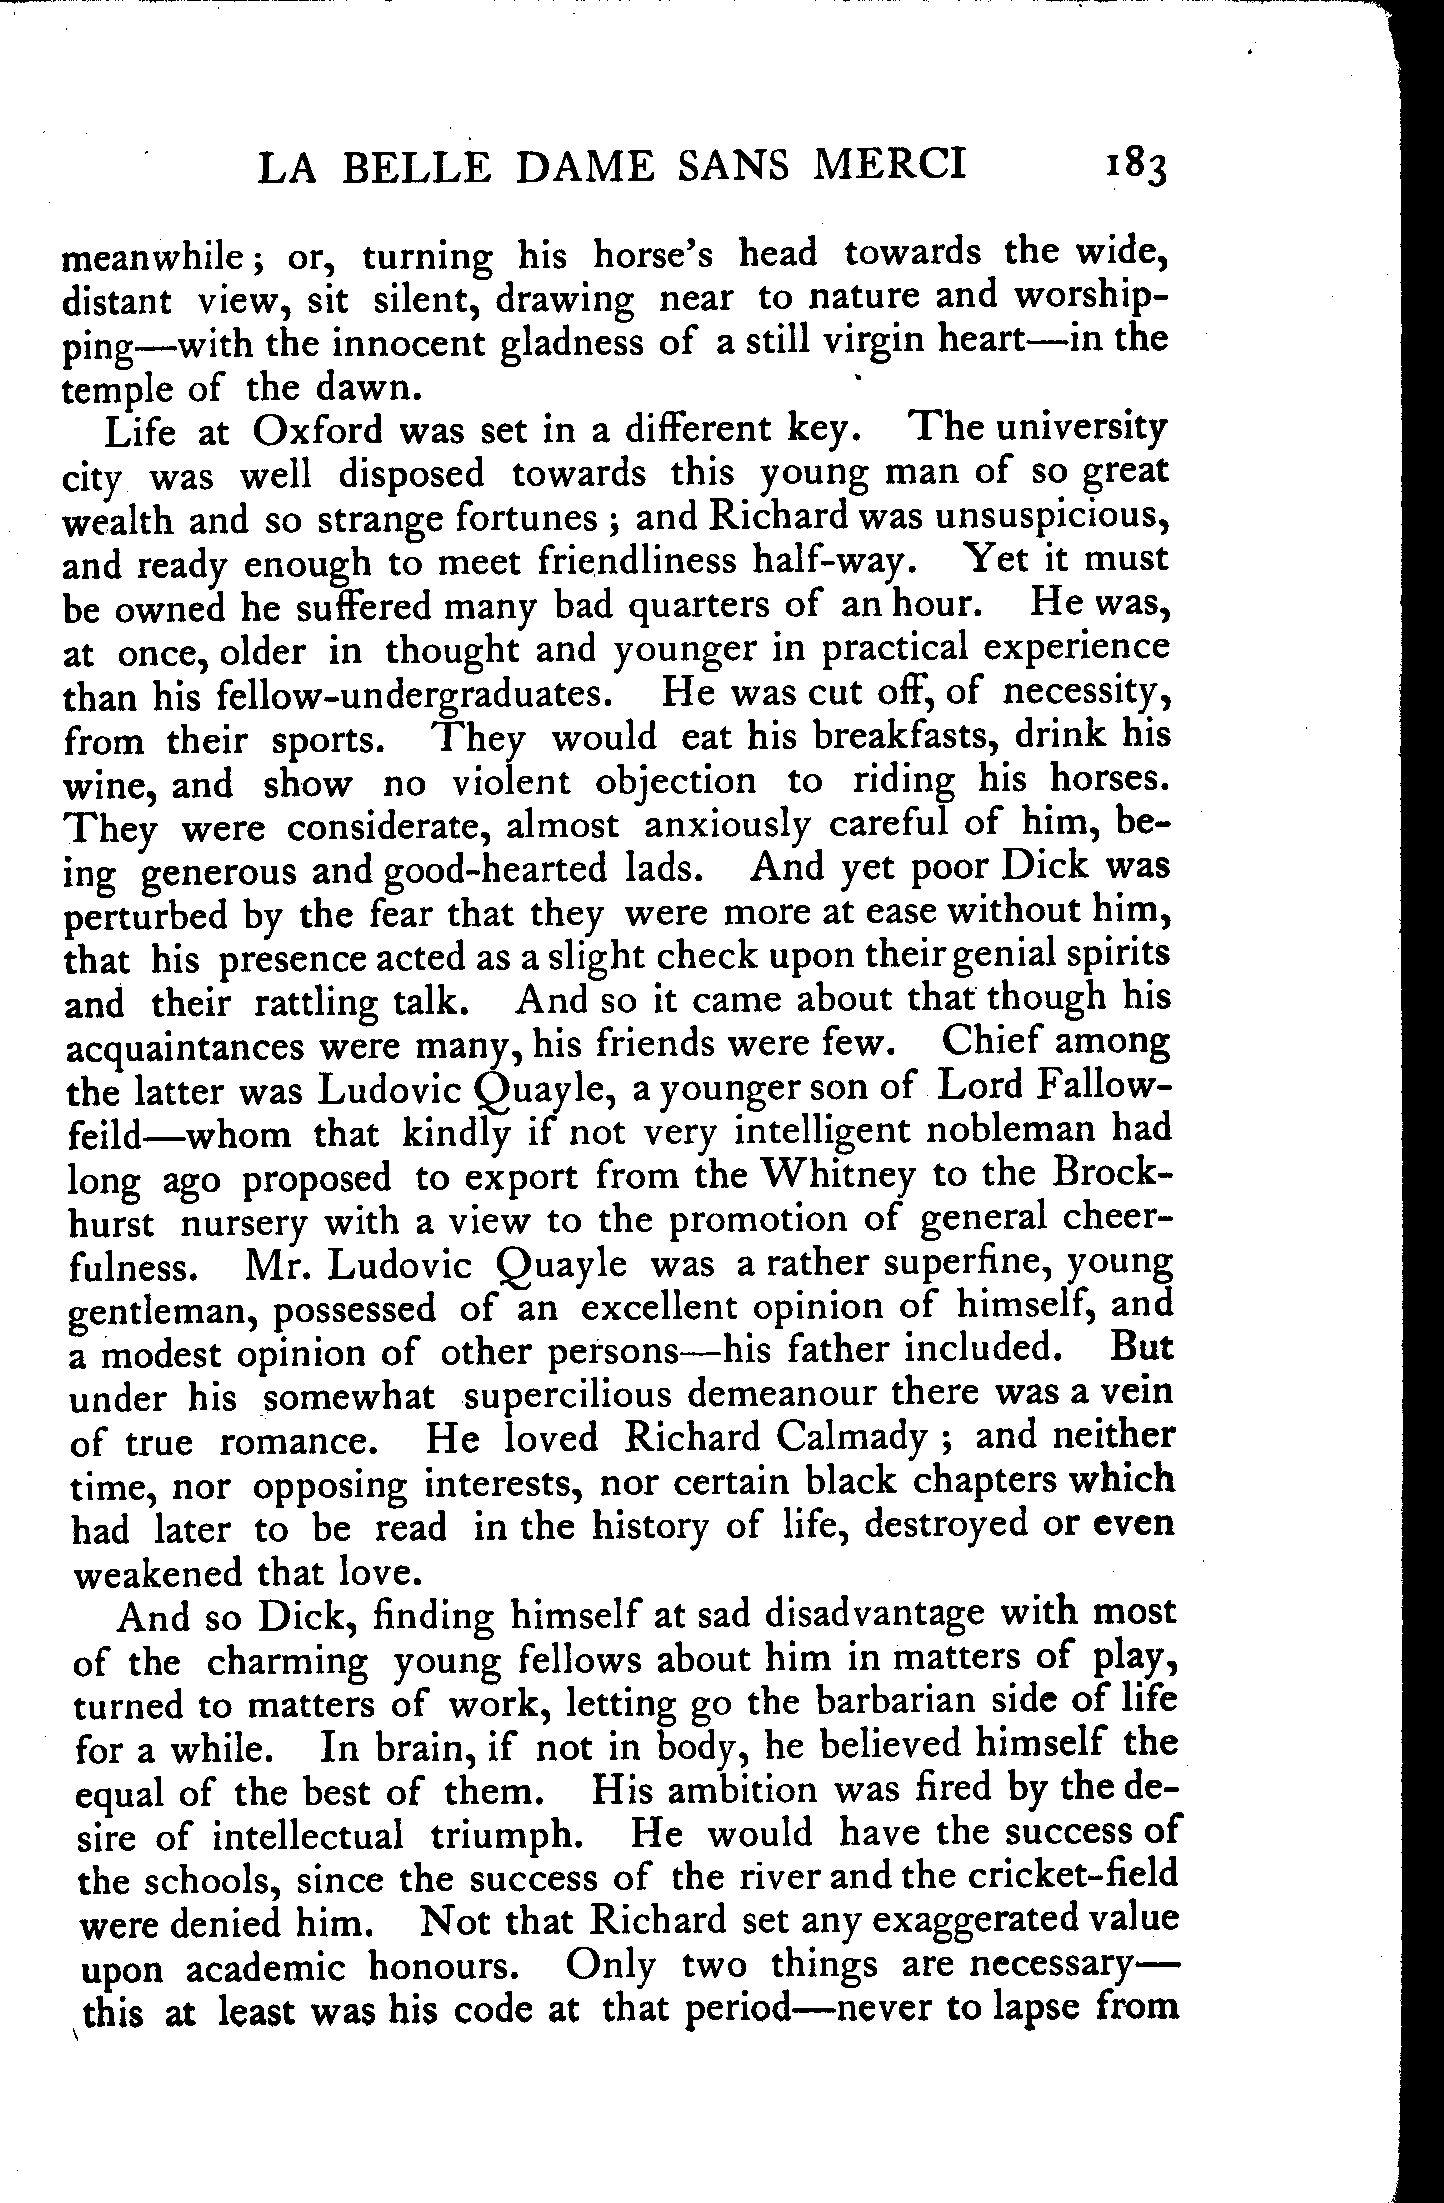 LA BELLE DAME SANS MERCI 183
meanwhile; or, turning his horse's head towards the wide,
distant view, sit silent, drawing near to nature and worship-
ping—with the innocent gladness of a still virgin heart—in the
temple of the dawn.
Life at Oxford was set in a different key. The university
city was well disposed towards this young man of so great
wealth and so strange fortunes; and Richard was unsuspicious,
and ready enough to meet friendliness half-way. Yet it must
be owned he suffered many bad quarters of an hour. He was,
at once, older in thought and younger in practical experience
than his fellow-undergraduates. He was cut off, of necessity,
from their sports. They would eat his breakfasts, drink his
wine, and show no violent objection to riding his horses.
They were considerate, almost anxiously careful of him, be-
ing generous and good-hearted lads. And yet poor Dick was
perturbed by the fear that they were more at ease without him,
that his presence acted as a slight check upon their genial spirits
and their rattling talk. And so it came about that though his
acquaintances were many, his friends were few. Chief among
the latter was Ludovic Quayle, a younger son of Lord Fallow-
feild—whom that kindly if not very intelligent nobleman had
long ago proposed to export from the Whitney to the Brock-
hurst nursery with a view to the promotion of general cheer-
fulness. Mr. Ludovic Quayle was a rather superfine, young
gentleman, possessed of an excellent opinion of himself, and
a modest opinion of other persons—his father included. But
under his somewhat supercilious demeanour there was a vein
of true romance. He loved Richard Calmady; and neither
time, nor opposing interests, nor certain black chapters which
had later to be read in the history of life, destroyed or even
weakened that love.
And so Dick, finding himself at sad disadvantage with most
of the charming young fellows about him in matters of play,
turned to matters of work, letting go the barbarian side of life
for a while. In brain, if not in body, he believed himself the
equal of the best of them. His ambition was fired by the de-
sire of intellectual triumph. He would have the success of
the schools, since the success of the river and the cricket-field
were denied him. Not that Richard set any exaggerated value
upon academic honours. Only two things are necessary—
this at least was his code at that period—never to lapse from